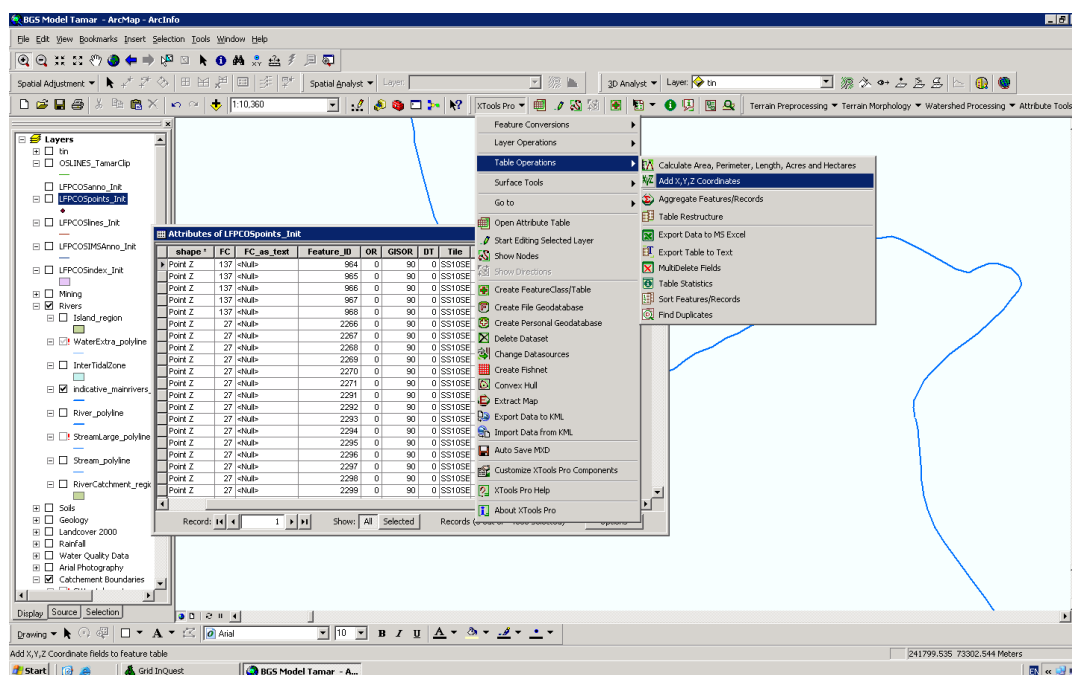 BGS Model Tamar - ArcMap - ArcInfo
File Edit View Bookmarks Insert Selection Tools Window Help
Spatial Adjustment Spatial Analyst Layer: 3D Analyst Layer: tin
1:10,360 XTools Pro Terrain Preprocessing Terrain Morphology Watershed Processing Attribute Tools
Layers
tin
OSLINES_TamarClip
LFPCOSanno_Init
LFPCOSpoints_Init
LFPCOSlines_Init
LFPCOSIMSAnno_Init
LFPCOSindex_Init
Mining
Rivers
Island_region
WaterExtra_polyline
InterTidalZone
indicative_mainrivers_
River_polyline
StreamLarge_polyline
Stream_polyline
RiverCatchment_regi
Soils
Geology
Landcover 2000
Rainfall
Water Quality Data
Arial Photography
Catchement Boundaries
Display Source Selection
Attributes of LFPCOSpoints_Init
shape * FC FC_as_text Feature_ID OR GISOR DT Tile
Point Z 137 <Null> 964 0 90 0 SS10SE
Point Z 137 <Null> 965 0 90 0 SS10SE
Point Z 137 <Null> 966 0 90 0 SS10SE
Point Z 137 <Null> 967 0 90 0 SS10SE
Point Z 137 <Null> 968 0 90 0 SS10SE
Point Z 27 <Null> 2266 0 90 0 SS10SE
Point Z 27 <Null> 2267 0 90 0 SS10SE
Point Z 27 <Null> 2268 0 90 0 SS10SE
Point Z 27 <Null> 2269 0 90 0 SS10SE
Point Z 27 <Null> 2270 0 90 0 SS10SE
Point Z 27 <Null> 2271 0 90 0 SS10SE
Point Z 27 <Null> 2291 0 90 0 SS10SE
Point Z 27 <Null> 2292 0 90 0 SS10SE
Point Z 27 <Null> 2293 0 90 0 SS10SE
Point Z 27 <Null> 2294 0 90 0 SS10SE
Point Z 27 <Null> 2295 0 90 0 SS10SE
Point Z 27 <Null> 2296 0 90 0 SS10SE
Point Z 27 <Null> 2297 0 90 0 SS10SE
Point Z 27 <Null> 2298 0 90 0 SS10SE
Point Z 27 <Null> 2299 0 90 0 SS10SE
Record: 1 Show: All Selected Records
Feature Conversions
Layer Operations
Table Operations
Surface Tools
Go to
Open Attribute Table
Start Editing Selected Layer
Show Nodes
Show Directions
Create FeatureClass/Table
Create File Geodatabase
Create Personal Geodatabase
Delete Dataset
Change Datasources
Create Fishnet
Convex Hull
Extract Map
Export Data to KML
Import Data from KML
Auto Save MXD
Customize XTools Pro Components
XTools Pro Help
About XTools Pro
Calculate Area, Perimeter, Length, Acres and Hectares
Add X,Y,Z Coordinates
Aggregate Features/Records
Table Restructure
Export Data to MS Excel
Export Table to Text
MultiDelete Fields
Table Statistics
Sort Features/Records
Find Duplicates
Drawing A Arial 10 B I U A
Add X,Y,Z Coordinate fields to feature table
241799.535 73302.544 Meters
Start Grid InQuest BGS Model Tamar - A...